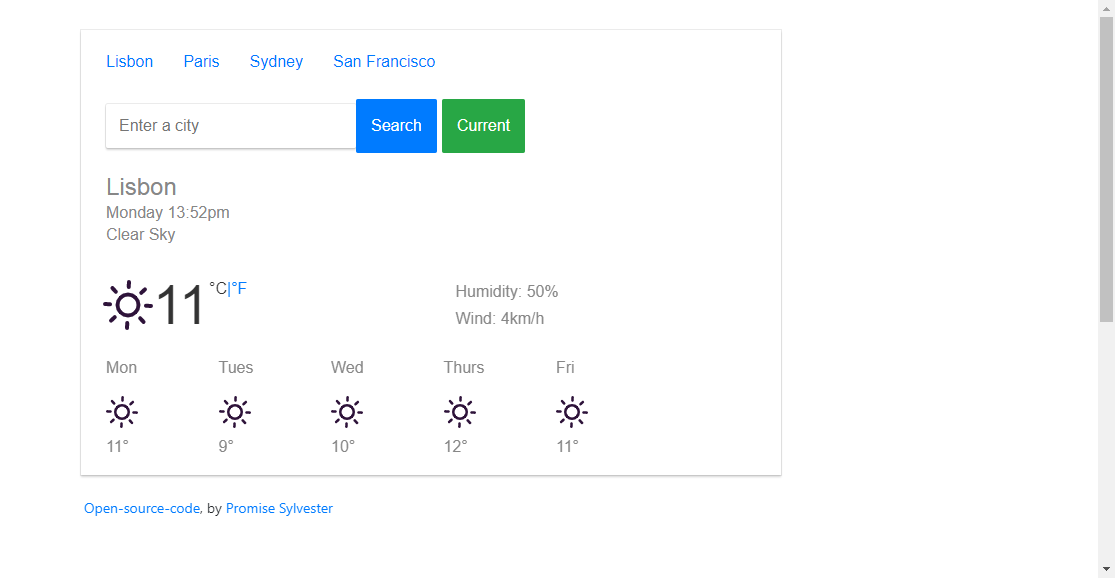 Lisbon Paris Sydney San Francisco
Enter a city Search Current
Lisbon
Monday 13:52pm
Clear Sky
11 °C|°F
Humidity: 50%
Wind: 4km/h
Mon Tues Wed Thurs Fri
11° 9° 10° 12° 11°
Open-source-code, by Promise Sylvester